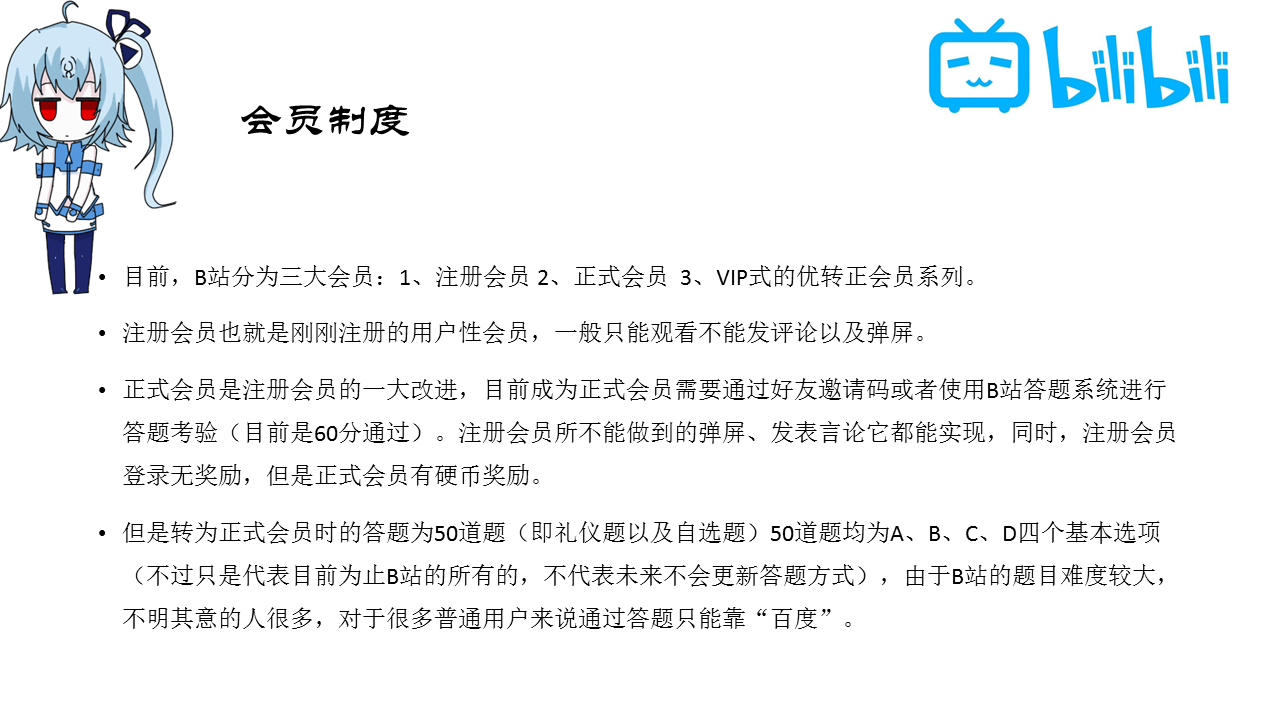 bilibili
会员制度
• 目前，B站分为三大会员：1、注册会员 2、正式会员 3、VIP式的优转正会员系列。
• 注册会员也就是刚刚注册的用户性会员，一般只能观看不能发评论以及弹屏。
• 正式会员是注册会员的一大改进，目前成为正式会员需要通过好友邀请码或者使用B站答题系统进行
答题考验（目前是60分通过）。注册会员所不能做到的弹屏、发表言论它都能实现，同时，注册会员
登录无奖励，但是正式会员有硬币奖励。
• 但是转为正式会员时的答题为50道题（即礼仪题以及自选题）50道题均为A、B、C、D四个基本选项
（不过只是代表目前为止B站的所有的，不代表未来不会更新答题方式），由于B站的题目难度较大，
不明其意的人很多，对于很多普通用户来说通过答题只能靠“百度”。